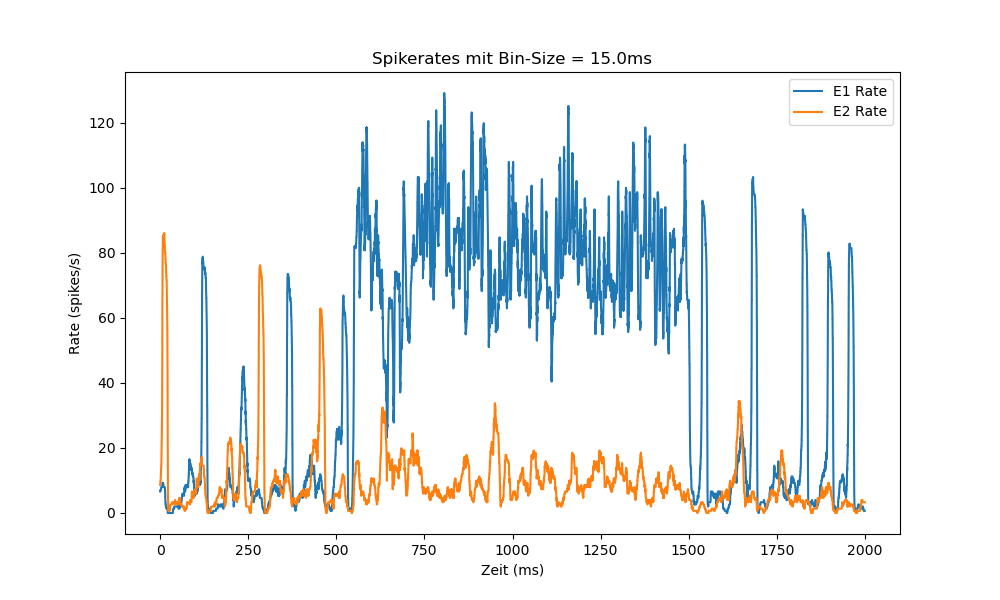 Spikerates mit Bin-Size = 15.0ms
E1 Rate
E2 Rate
Rate (spikes/s)
120
100
80
60
40
20
0
0 250 500 750 1000 1250 1500 1750 2000
Zeit (ms)